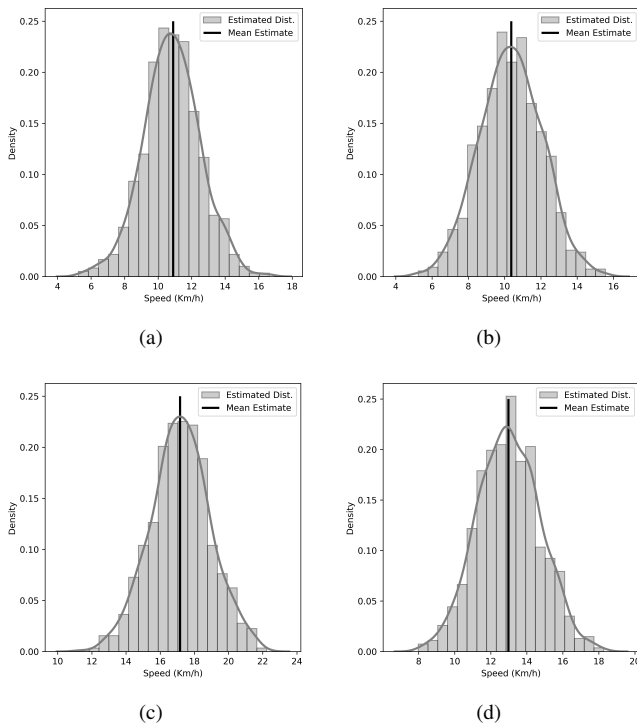 0.25
0.20
0.15
0.10
0.05
0.00
Density
4 6 8 10 12 14 16 18
Speed (Km/h)
Estimated Dist.
Mean Estimate
(a)
0.25
0.20
0.15
0.10
0.05
0.00
Density
4 6 8 10 12 14 16
Speed (Km/h)
Estimated Dist.
Mean Estimate
(b)
0.25
0.20
0.15
0.10
0.05
0.00
Density
10 12 14 16 18 20 22 24
Speed (Km/h)
Estimated Dist.
Mean Estimate
(c)
0.25
0.20
0.15
0.10
0.05
0.00
Density
8 10 12 14 16 18 20
Speed (Km/h)
Estimated Dist.
Mean Estimate
(d)